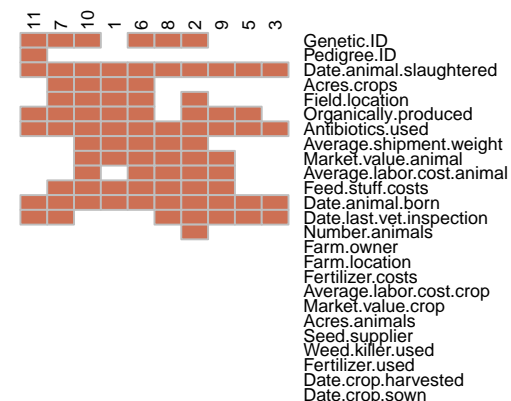 11 7 10 1 6 8 2 9 5 3
Genetic.ID
Pedigree.ID
Date.animal.slaughtered
Acres.crops
Field.location
Organically.produced
Antibiotics.used
Average.shipment.weight
Market.value.animal
Average.labor.cost.animal
Feed.stuff.costs
Date.animal.born
Date.last.vet.inspection
Number.animals
Farm.owner
Farm.location
Fertilizer.costs
Average.labor.cost.crop
Market.value.crop
Acres.animals
Seed.supplier
Weed.killer.used
Fertilizer.used
Date.crop.harvested
Date.crop.sown